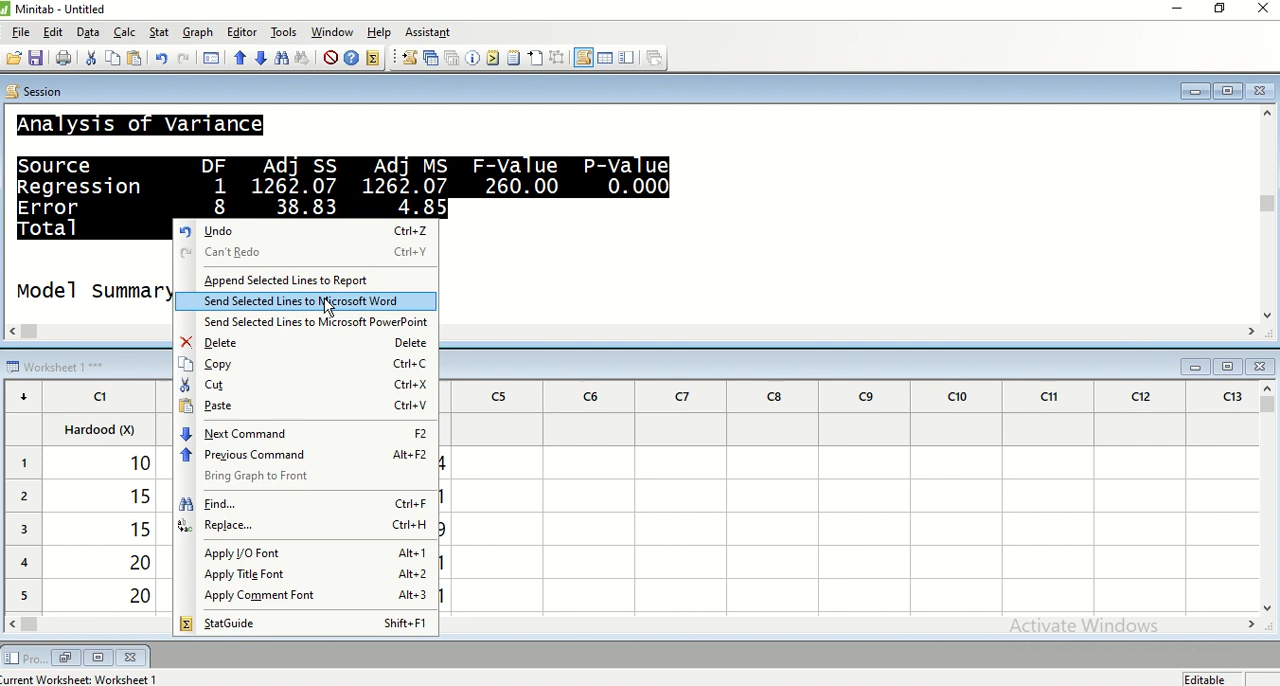 Minitab - Untitled
File Edit Data Calc Stat Graph Editor Tools Window Help Assistant
Session
Analysis of Variance
Source DF Adj SS Adj MS F-Value P-Value
Regression 1 1262.07 1262.07 260.00 0.000
Error 8 38.83 4.85
Total
Model Summary
Undo Ctrl+Z
Can't Redo Ctrl+Y
Append Selected Lines to Report
Send Selected Lines to Microsoft Word
Send Selected Lines to Microsoft PowerPoint
Delete Delete
Copy Ctrl+C
Cut Ctrl+X
Paste Ctrl+V
Next Command F2
Previous Command Alt+F2
Bring Graph to Front
Find... Ctrl+F
Replace... Ctrl+H
Apply I/O Font Alt+1
Apply Title Font Alt+2
Apply Comment Font Alt+3
StatGuide Shift+F1
Worksheet 1 ***
C1 C5 C6 C7 C8 C9 C10 C11 C12 C13
Hardood (X)
1 10 4
2 15 1
3 15 9
4 20 1
5 20 1
Activate Windows
Pro...
Current Worksheet: Worksheet 1 Editable